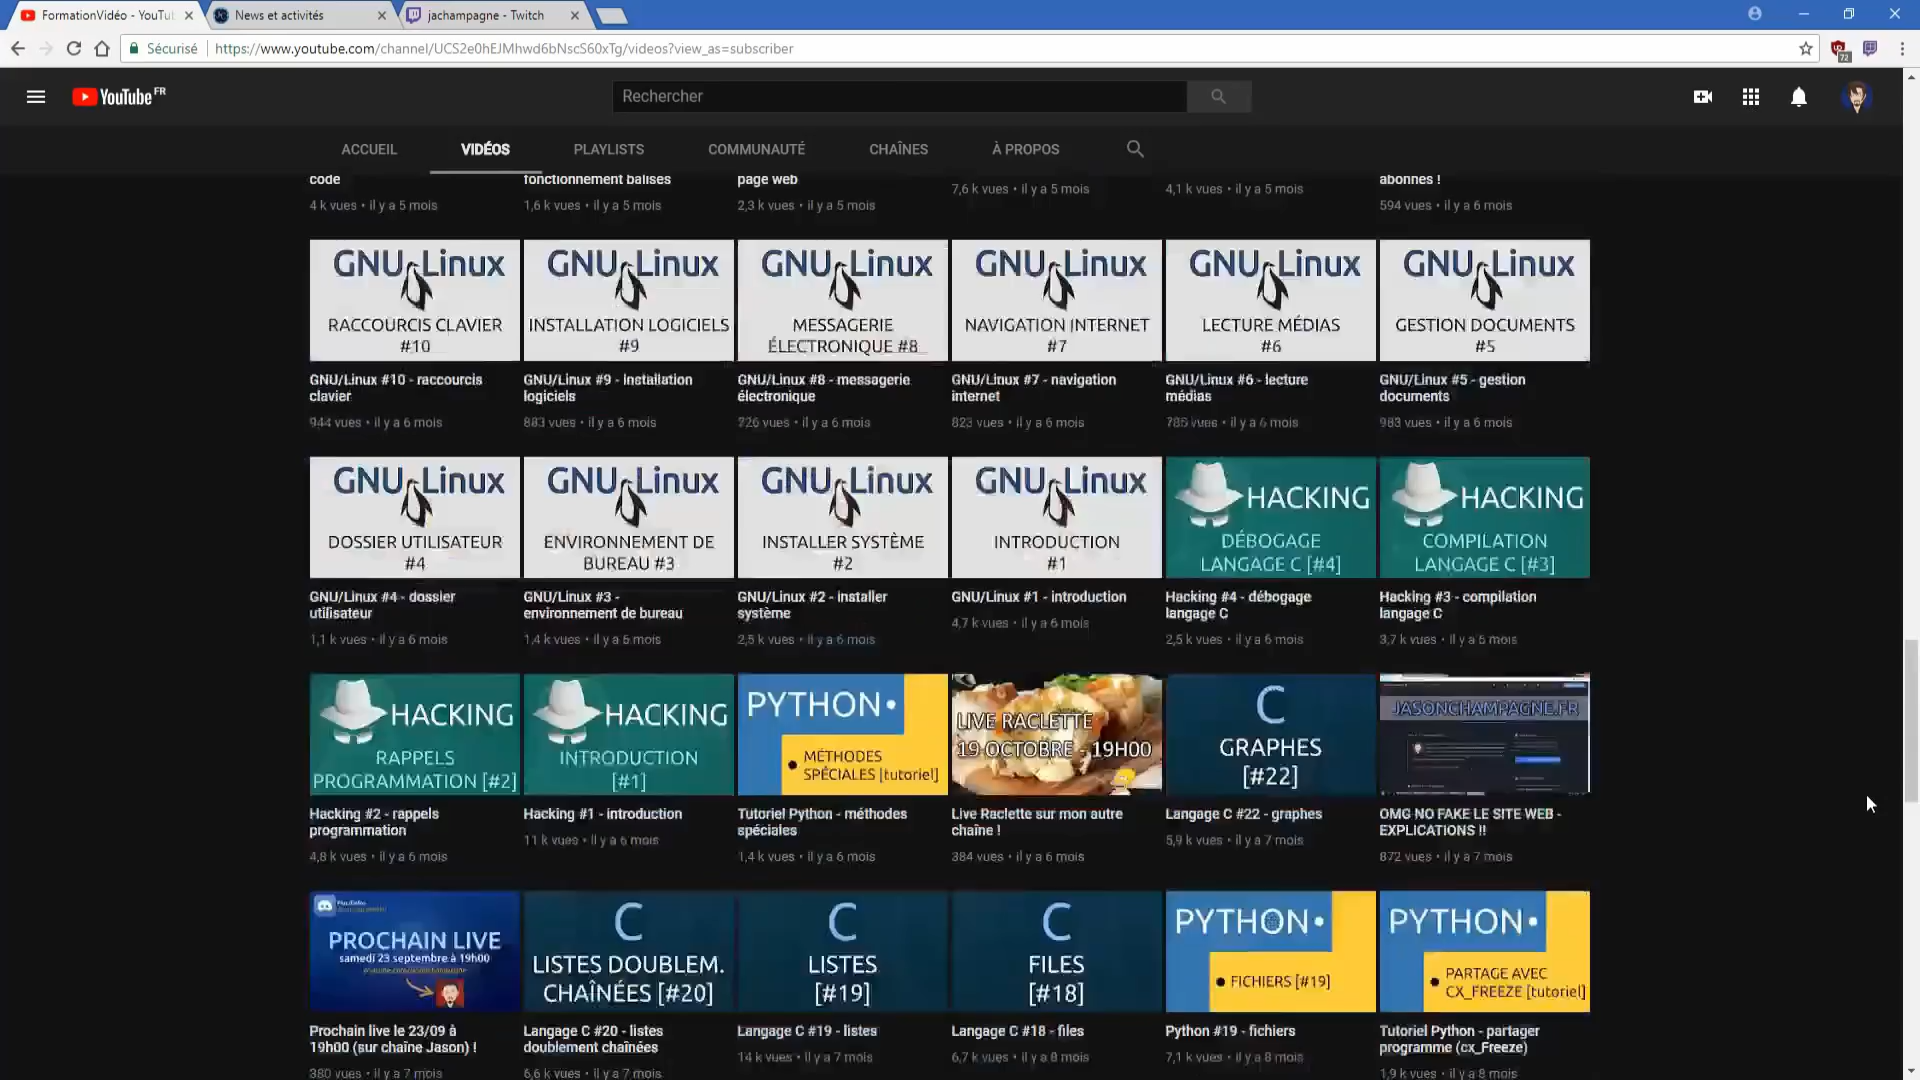 FormationVidéo - YouTu
News et activités
jachampagne - Twitch
Sécurisé
https://www.youtube.com/channel/UCS2e0hEJMhwd6bNscS60xTg/videos?view_as=subscriber
72
YouTube FR
Rechercher
ACCUEIL VIDÉOS PLAYLISTS COMMUNAUTÉ CHAÎNES À PROPOS
code
4 k vues • il y a 5 mois
fonctionnement balises
1,6 k vues • il y a 5 mois
page web
2,3 k vues • il y a 5 mois
7,6 k vues • il y a 5 mois
4,1 k vues • il y a 5 mois
abonnés !
594 vues • il y a 6 mois
GNU/Linux
RACCOURCIS CLAVIER
#10
GNU/Linux #10 - raccourcis
clavier
944 vues • il y a 6 mois
GNU/Linux
INSTALLATION LOGICIELS
#9
GNU/Linux #9 - installation
logiciels
883 vues • il y a 6 mois
GNU/Linux
MESSAGERIE
ÉLECTRONIQUE #8
GNU/Linux #8 - messagerie
électronique
726 vues • il y a 6 mois
GNU/Linux
NAVIGATION INTERNET
#7
GNU/Linux #7 - navigation
internet
823 vues • il y a 6 mois
GNU/Linux
LECTURE MÉDIAS
#6
GNU/Linux #6 - lecture
médias
vues • il y a 6 mois
GNU/Linux
GESTION DOCUMENTS
#5
GNU/Linux #5 - gestion
documents
983 vues • il y a 6 mois
GNU/Linux
DOSSIER UTILISATEUR
#4
GNU/Linux #4 - dossier
utilisateur
1,1 k vues • il y a 6 mois
GNU/Linux
ENVIRONNEMENT DE
BUREAU #3
GNU/Linux #3 -
environnement de bureau
1,4 k vues • il y a 6 mois
GNU/Linux
INSTALLER SYSTÈME
#2
GNU/Linux #2 - installer
système
2,5 k vues • il y a 6 mois
GNU/Linux
INTRODUCTION
#1
GNU/Linux #1 - introduction
4,7 k vues • il y a 6 mois
HACKING
DÉBOGAGE
LANGAGE C [#4]
Hacking #4 - débogage
langage C
2,5 k vues • il y a 6 mois
HACKING
COMPILATION
LANGAGE C [#3]
Hacking #3 - compilation
langage C
3,7 k vues • il y a 6 mois
HACKING
RAPPELS
PROGRAMMATION [#2]
Hacking #2 - rappels
programmation
4,8 k vues • il y a 6 mois
HACKING
INTRODUCTION
[#1]
Hacking #1 - introduction
11 k vues • il y a 6 mois
PYTHON
MÉTHODES
SPÉCIALES [tutoriel]
Tutoriel Python - méthodes
spéciales
1,4 k vues • il y a 6 mois
LIVE RACLETTE
19 OCTOBRE - 19H00
Live Raclette sur mon autre
chaîne !
384 vues • il y a 6 mois
C
GRAPHES
[#22]
Langage C #22 - graphes
5,9 k vues • il y a 7 mois
JASONCHAMPAGNE.FR
OMG NO FAKE LE SITE WEB -
EXPLICATIONS !!
872 vues • il y a 7 mois
PROCHAIN LIVE
samedi 23 septembre à 19h00
Prochain live le 23/09 à
19h00 (sur chaîne Jason) !
380 vues • il y a 7 mois
C
LISTES DOUBLEM.
CHAÎNÉES [#20]
Langage C #20 - listes
doublement chaînées
6,6 k vues • il y a 7 mois
C
LISTES
[#19]
Langage C #19 - listes
14 k vues • il y a 7 mois
C
FILES
[#18]
Langage C #18 - files
6,7 k vues • il y a 8 mois
PYTHON
FICHIERS [#19]
Python #19 - fichiers
7,1 k vues • il y a 8 mois
PYTHON
PARTAGE AVEC
CX_FREEZE [tutoriel]
Tutoriel Python - partager
programme (cx_Freeze)
1,9 k vues • il y a 8 mois